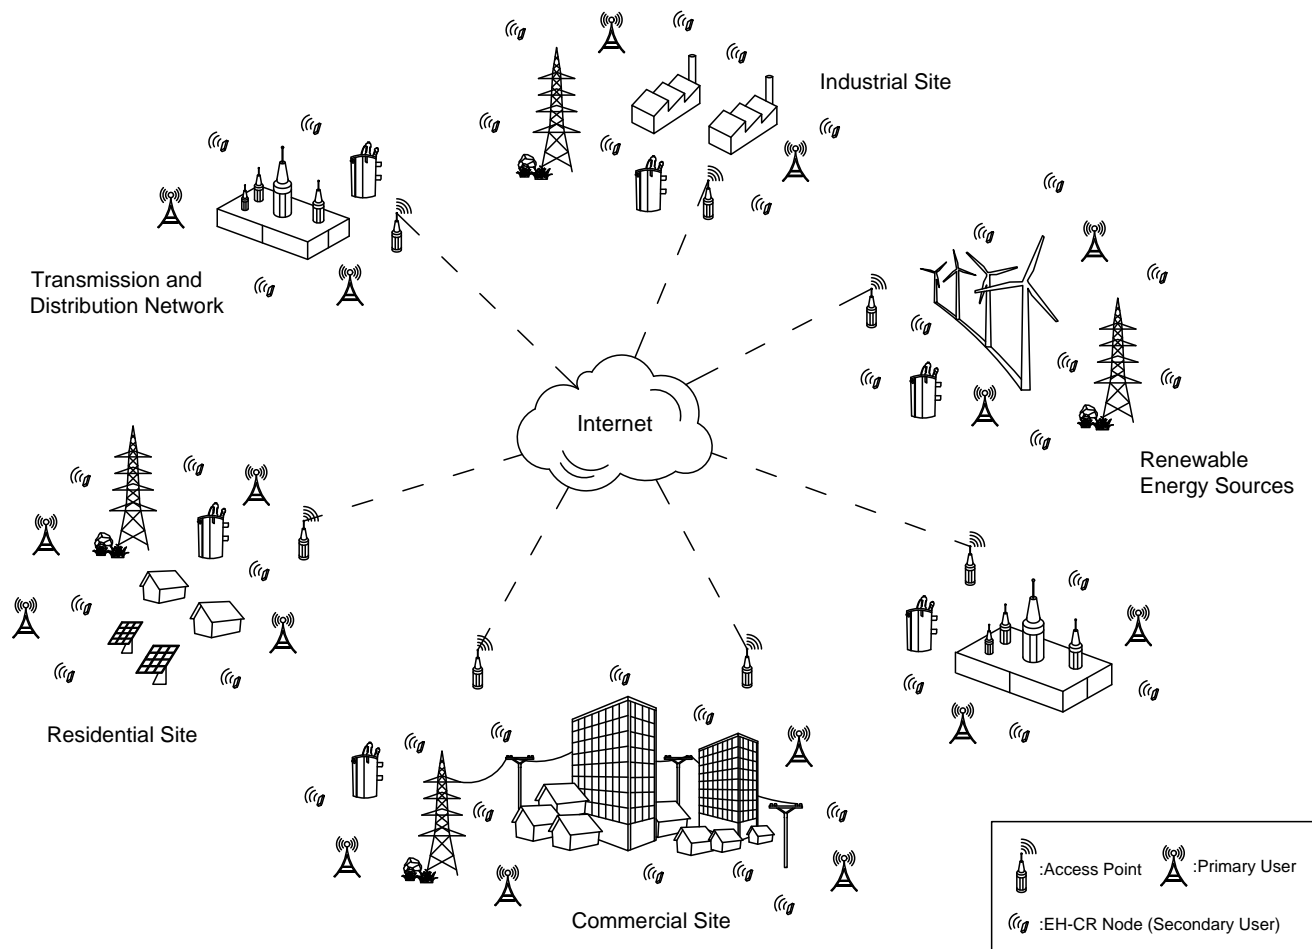 Industrial Site
Transmission and
Distribution Network
Internet
Renewable
Energy Sources
Residential Site
Commercial Site
:Access Point
:Primary User
:EH-CR Node (Secondary User)